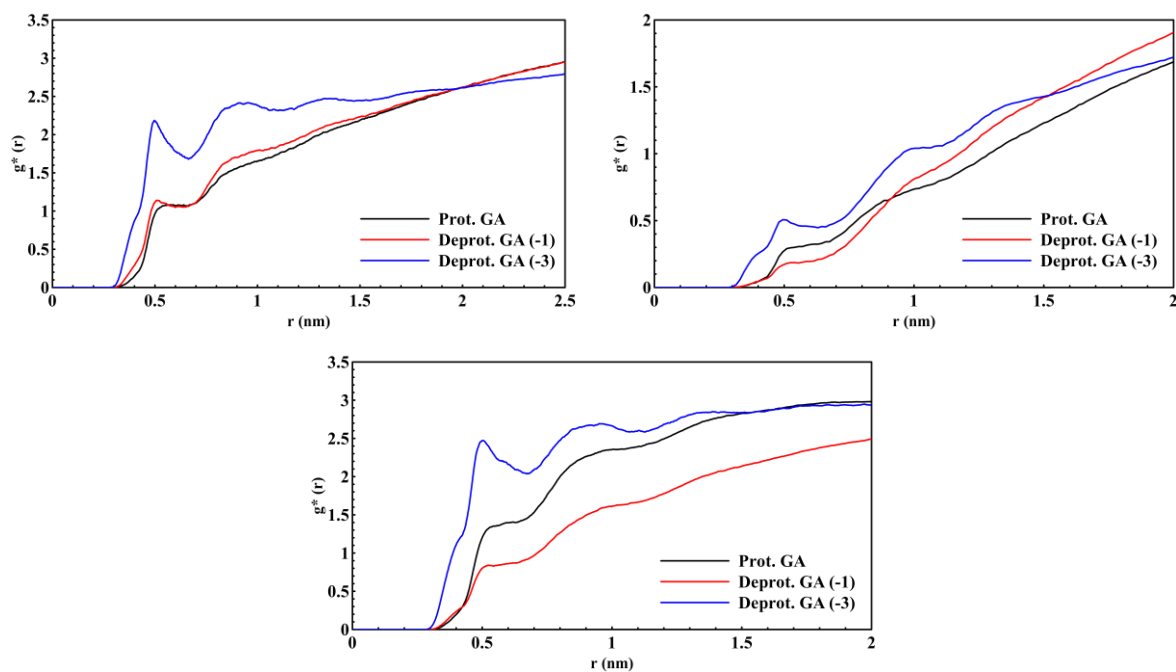 3.5
3
2.5
2
1.5
1
0.5
0
g* (r)
Prot. GA
Deprot. GA (-1)
Deprot. GA (-3)
0 0.5 1 1.5 2 2.5
r (nm)
2
1.5
1
0.5
0
g* (r)
Prot. GA
Deprot. GA (-1)
Deprot. GA (-3)
0 0.5 1 1.5 2
r (nm)
3.5
3
2.5
2
1.5
1
0.5
0
g* (r)
Prot. GA
Deprot. GA (-1)
Deprot. GA (-3)
0 0.5 1 1.5 2
r (nm)